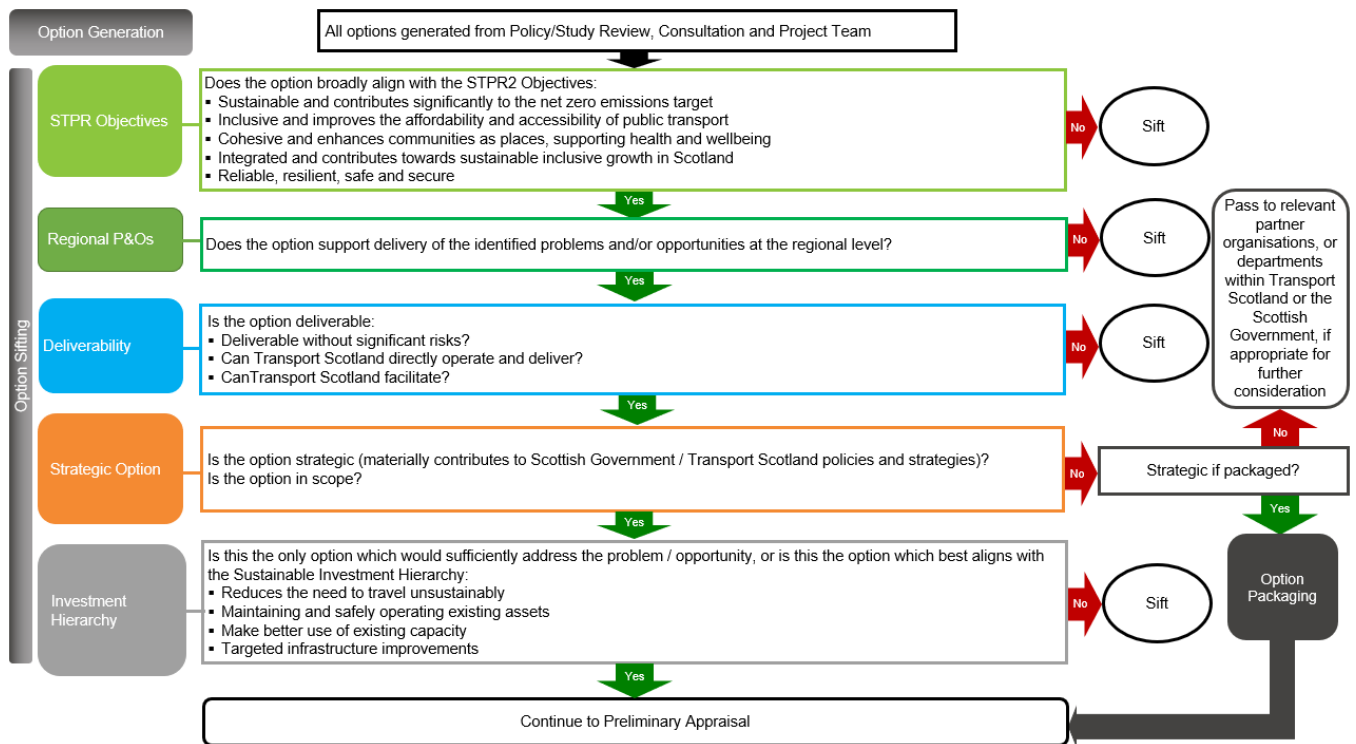 Option Generation
All options generated from Policy/Study Review, Consultation and Project Team
Option Sifting
STPR Objectives
Does the option broadly align with the STPR2 Objectives:
▪ Sustainable and contributes significantly to the net zero emissions target
▪ Inclusive and improves the affordability and accessibility of public transport
▪ Cohesive and enhances communities as places, supporting health and wellbeing
▪ Integrated and contributes towards sustainable inclusive growth in Scotland
▪ Reliable, resilient, safe and secure
No
Sift
Yes
Regional P&Os
Does the option support delivery of the identified problems and/or opportunities at the regional level?
No
Sift
Yes
Pass to relevant
partner
organisations, or
departments
within Transport
Scotland or the
Scottish
Government, if
appropriate for
further
consideration
Deliverability
Is the option deliverable:
▪ Deliverable without significant risks?
▪ Can Transport Scotland directly operate and deliver?
▪ CanTransport Scotland facilitate?
No
Sift
Yes
Strategic Option
Is the option strategic (materially contributes to Scottish Government / Transport Scotland policies and strategies)?
Is the option in scope?
No
Strategic if packaged?
No
Yes
Option
Packaging
Yes
Investment
Hierarchy
Is this the only option which would sufficiently address the problem / opportunity, or is this the option which best aligns with
the Sustainable Investment Hierarchy:
▪ Reduces the need to travel unsustainably
▪ Maintaining and safely operating existing assets
▪ Make better use of existing capacity
▪ Targeted infrastructure improvements
No
Sift
Yes
Continue to Preliminary Appraisal